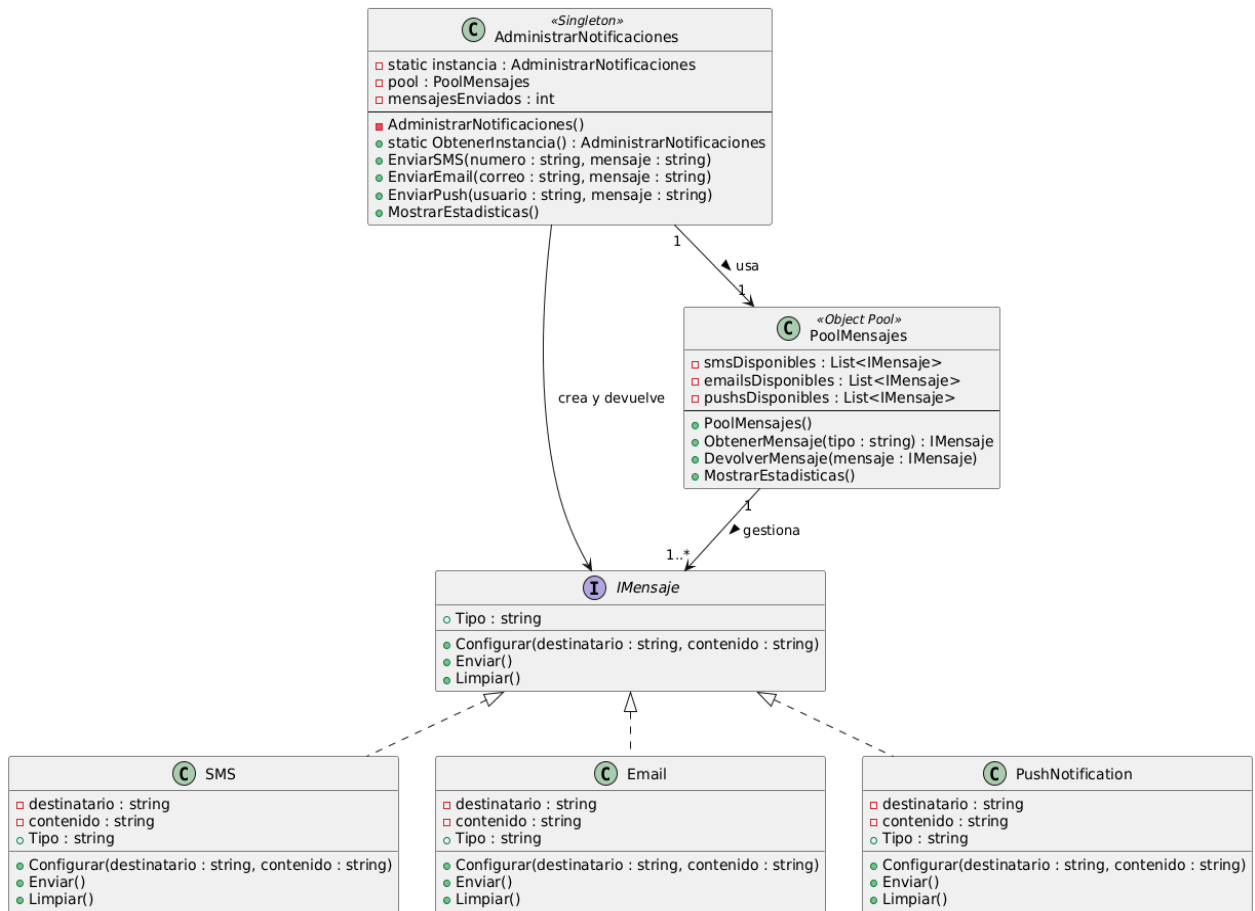 «Singleton»
C AdministrarNotificaciones
static instancia : AdministrarNotificaciones
pool : PoolMensajes
mensajesEnviados : int
AdministrarNotificaciones()
static ObtenerInstancia() : AdministrarNotificaciones
EnviarSMS(numero : string, mensaje : string)
EnviarEmail(correo : string, mensaje : string)
EnviarPush(usuario : string, mensaje : string)
MostrarEstadisticas()
1
usa
1
«Object Pool»
C PoolMensajes
smsDisponibles : List<IMensaje>
emailsDisponibles : List<IMensaje>
pushsDisponibles : List<IMensaje>
PoolMensajes()
ObtenerMensaje(tipo : string) : IMensaje
DevolverMensaje(mensaje : IMensaje)
MostrarEstadisticas()
crea y devuelve
1
gestiona
1..*
I IMensaje
Tipo : string
Configurar(destinatario : string, contenido : string)
Enviar()
Limpiar()
C SMS
destinatario : string
contenido : string
Tipo : string
Configurar(destinatario : string, contenido : string)
Enviar()
Limpiar()
C Email
destinatario : string
contenido : string
Tipo : string
Configurar(destinatario : string, contenido : string)
Enviar()
Limpiar()
C PushNotification
destinatario : string
contenido : string
Tipo : string
Configurar(destinatario : string, contenido : string)
Enviar()
Limpiar()